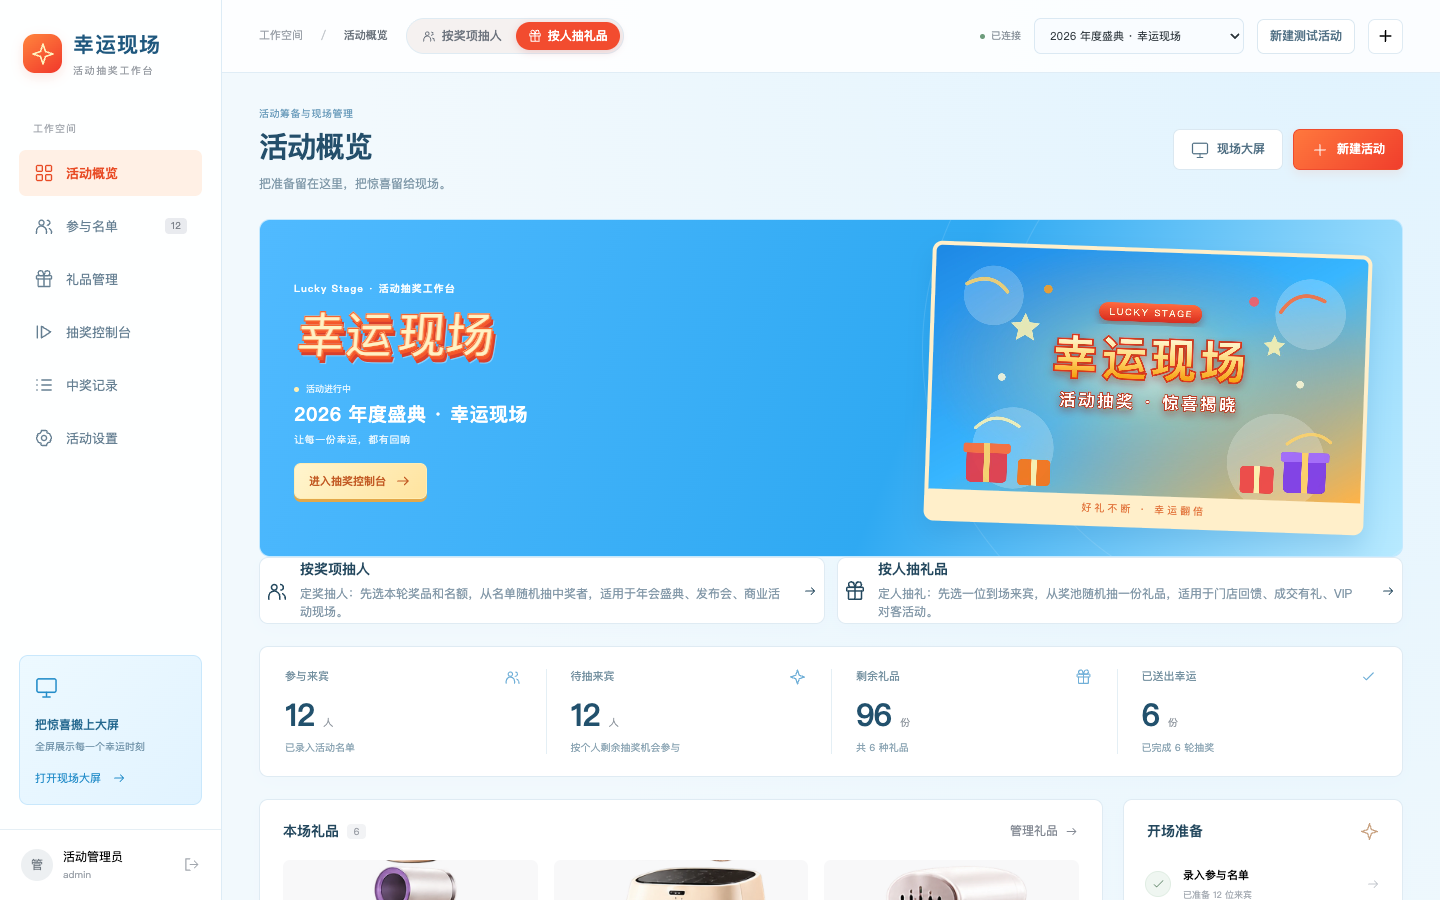 幸运现场
活动抽奖工作台
工作空间
活动概览
参与名单
12
礼品管理
抽奖控制台
中奖记录
活动设置
把惊喜搬上大屏
全屏展示每一个幸运时刻
打开现场大屏
管
活动管理员
admin
工作空间 / 活动概览
按奖项抽人
按人抽礼品
已连接
2026 年度盛典 · 幸运现场
新建测试活动
活动筹备与现场管理
活动概览
把准备留在这里，把惊喜留给现场。
现场大屏
新建活动
Lucky Stage · 活动抽奖工作台
幸运现场
活动进行中
2026 年度盛典 · 幸运现场
让每一份幸运，都有回响
进入抽奖控制台
LUCKY STAGE
幸运现场
活动抽奖 · 惊喜揭晓
好礼不断 · 幸运翻倍
按奖项抽人
定奖抽人：先选本轮奖品和名额，从名单随机抽中奖者，适用于年会盛典、发布会、商业活
动现场。
按人抽礼品
定人抽礼：先选一位到场来宾，从奖池随机抽一份礼品，适用于门店回馈、成交有礼、VIP
对客活动。
参与来宾
12 人
已录入活动名单
待抽来宾
12 人
按个人剩余抽奖机会参与
剩余礼品
96 份
共 6 种礼品
已送出幸运
6 份
已完成 6 轮抽奖
本场礼品 6
管理礼品
开场准备
录入参与名单
已准备 12 位来宾